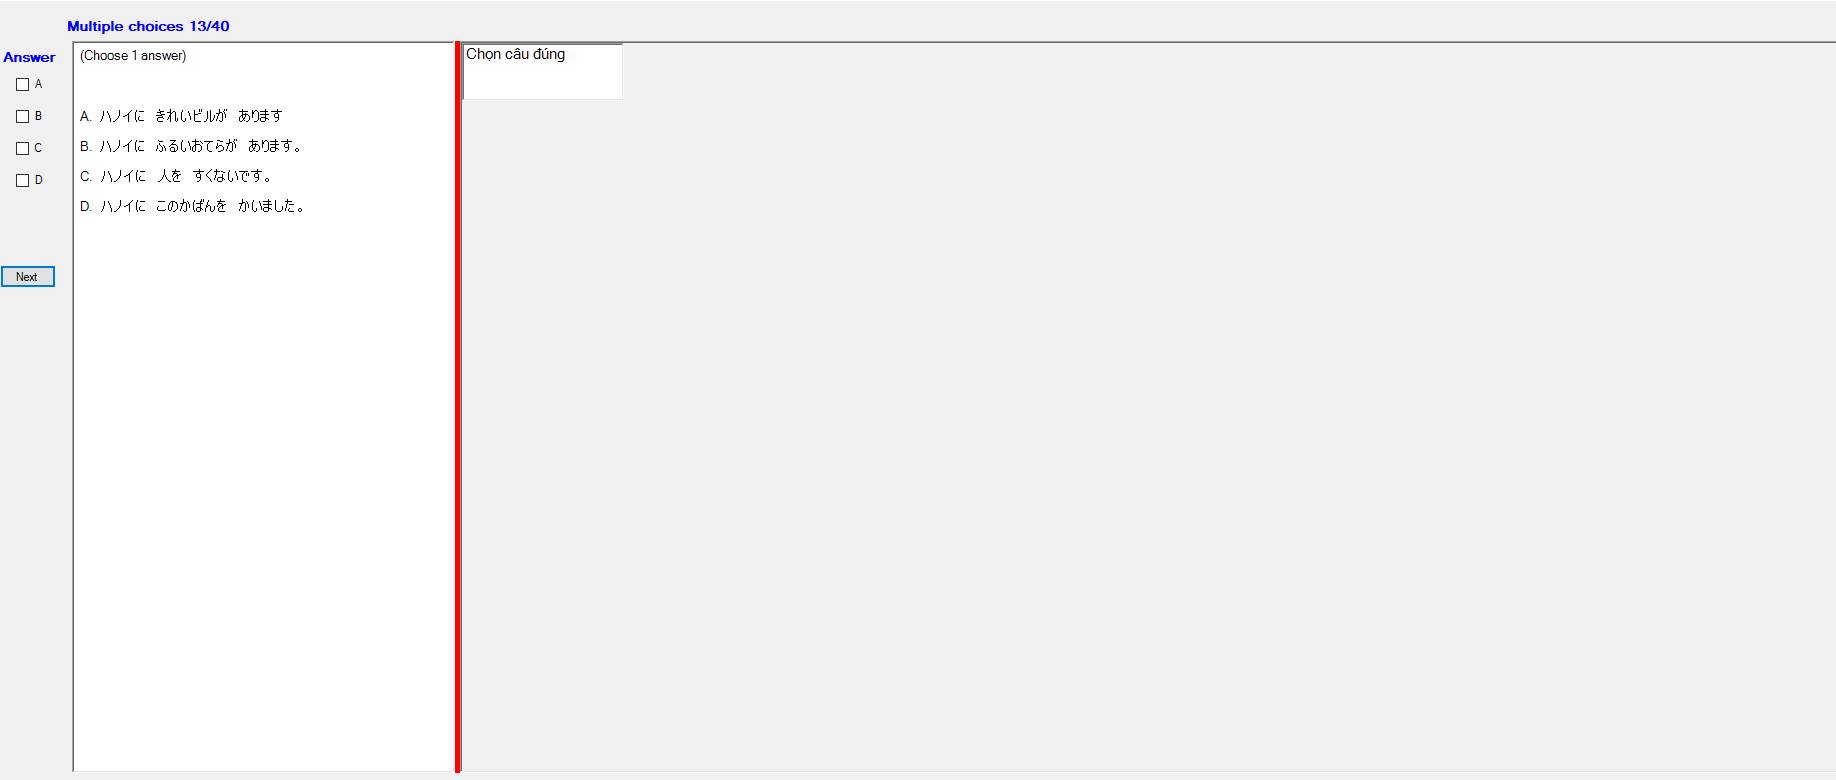 Multiple choices 13/40
Answer
A
B
C
D
Next
(Choose 1 answer)
A. ハノイに　きれいビルが　あります
B. ハノイに　ふるいおてらが　あります。
C. ハノイに　人を　すくないです。
D. ハノイに　このかばんを　かいました。
Chọn câu đúng